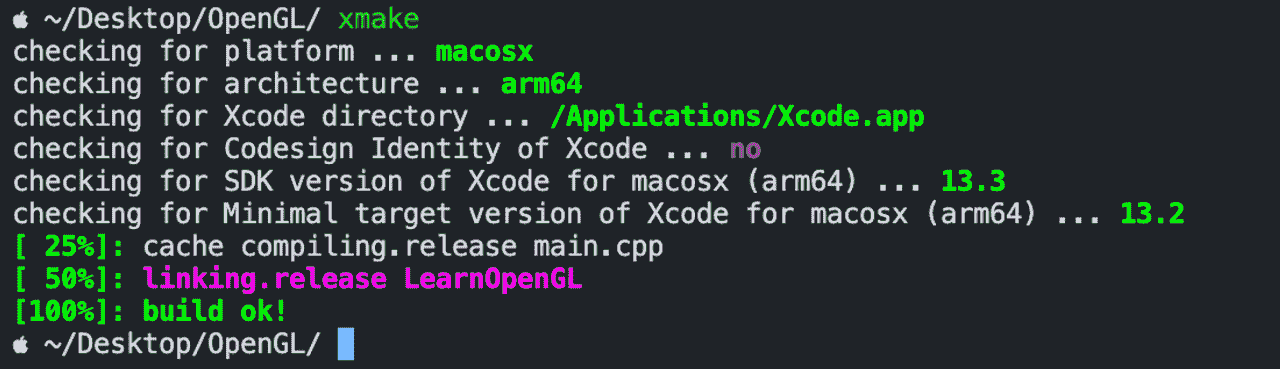 ~/Desktop/OpenGL/ xmake
checking for platform ... macosx
checking for architecture ... arm64
checking for Xcode directory ... /Applications/Xcode.app
checking for Codesign Identity of Xcode ... no
checking for SDK version of Xcode for macosx (arm64) ... 13.3
checking for Minimal target version of Xcode for macosx (arm64) ... 13.2
[ 25%]: cache compiling.release main.cpp
[ 50%]: linking.release LearnOpenGL
[100%]: build ok!
~/Desktop/OpenGL/